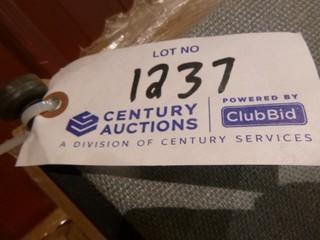 LOT NO
1237
CENTURY
AUCTIONS
POWERED BY
ClubBid
A DIVISION OF CENTURY SERVICES